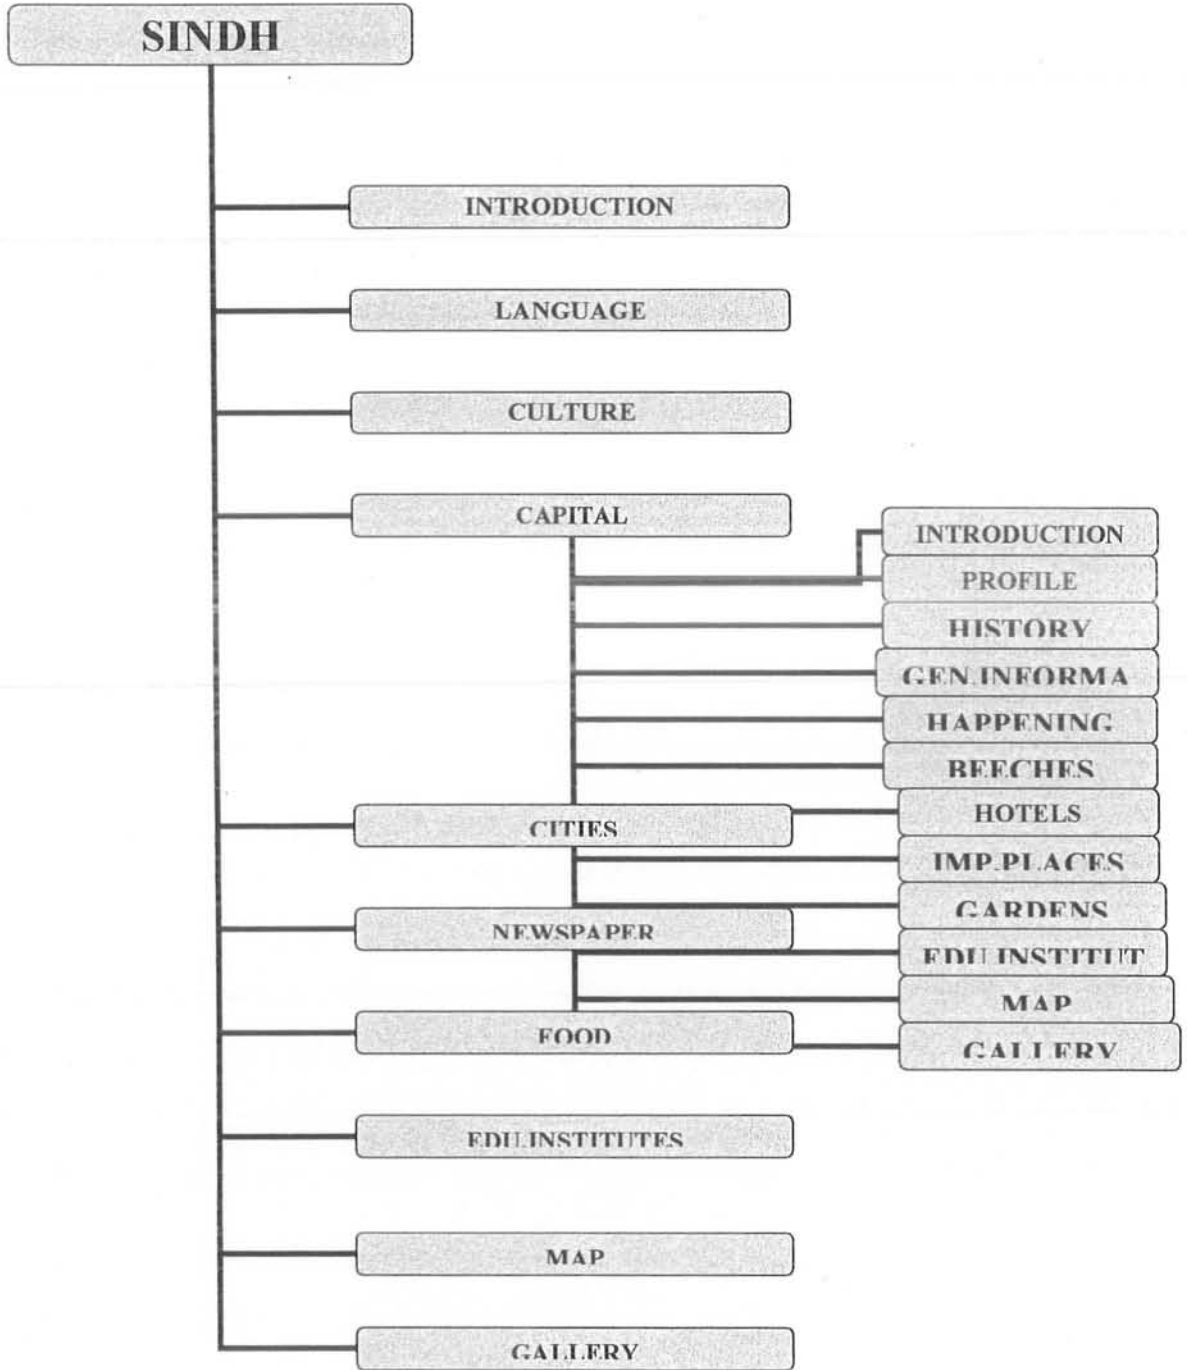 SINDH
INTRODUCTION
LANGUAGE
CULTURE
CAPITAL
INTRODUCTION
PROFILE
HISTORY
GEN.INFORMA
HAPPENING
BEECHES
HOTELS
IMP.PLACES
GARDENS
EDU.INSTITUT
MAP
GALLERY
CITIES
NEWSPAPER
FOOD
EDU.INSTITUTES
MAP
GALLERY